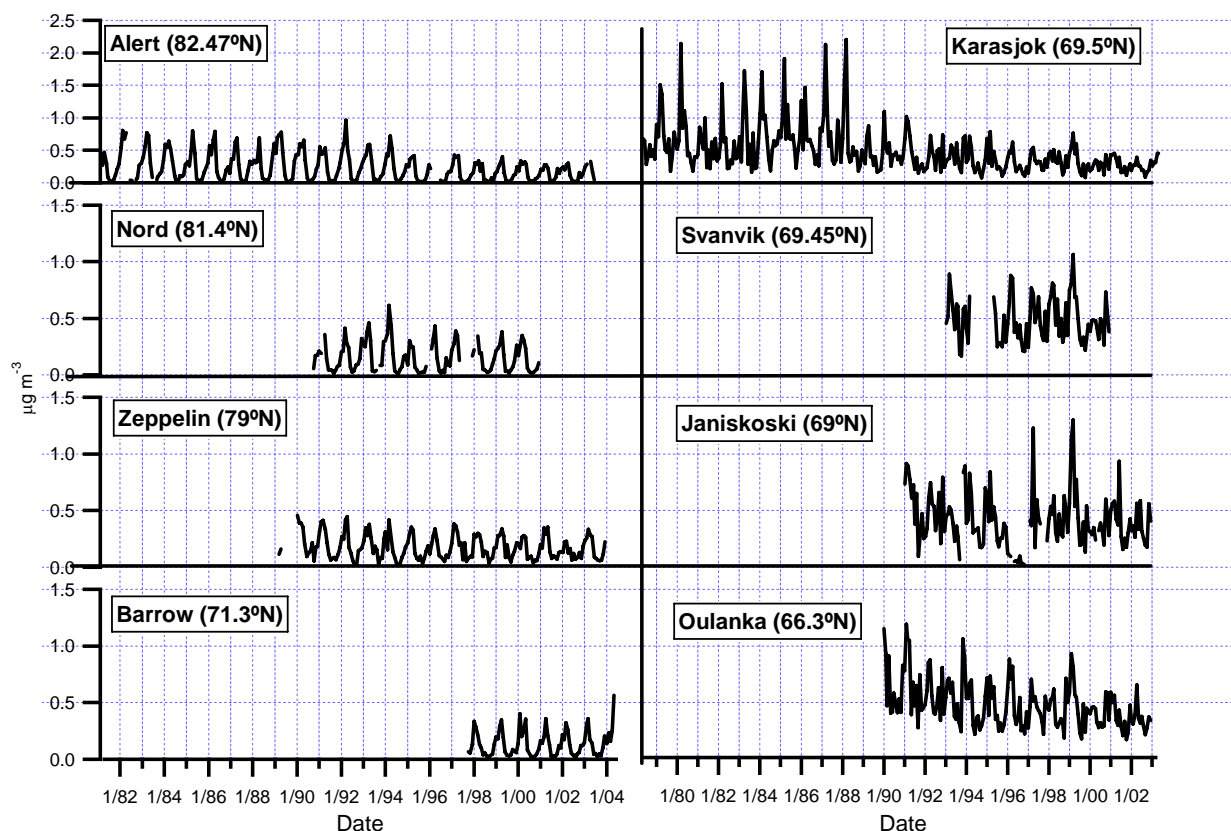 2.5
2.0
1.5
1.0
0.5
0.0
Alert (82.47ºN)
Karasjok (69.5ºN)
1.5
1.0
0.5
0.0
Nord (81.4ºN)
Svanvik (69.45ºN)
µg m-3
1.5
1.0
0.5
0.0
Zeppelin (79ºN)
Janiskoski (69ºN)
1.5
1.0
0.5
0.0
Barrow (71.3ºN)
Oulanka (66.3ºN)
1/82 1/84 1/86 1/88 1/90 1/92 1/94 1/96 1/98 1/00 1/02 1/04
Date
1/80 1/82 1/84 1/86 1/88 1/90 1/92 1/94 1/96 1/98 1/00 1/02
Date